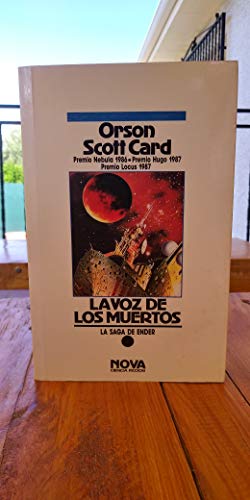 Orson
Scott Card
Premio Nebula 1986 • Premio Hugo 1987
Premio Locus 1987
LA VOZ DE
LOS MUERTOS
LA SAGA DE ENDER
NOVA
CIENCIA FICCION